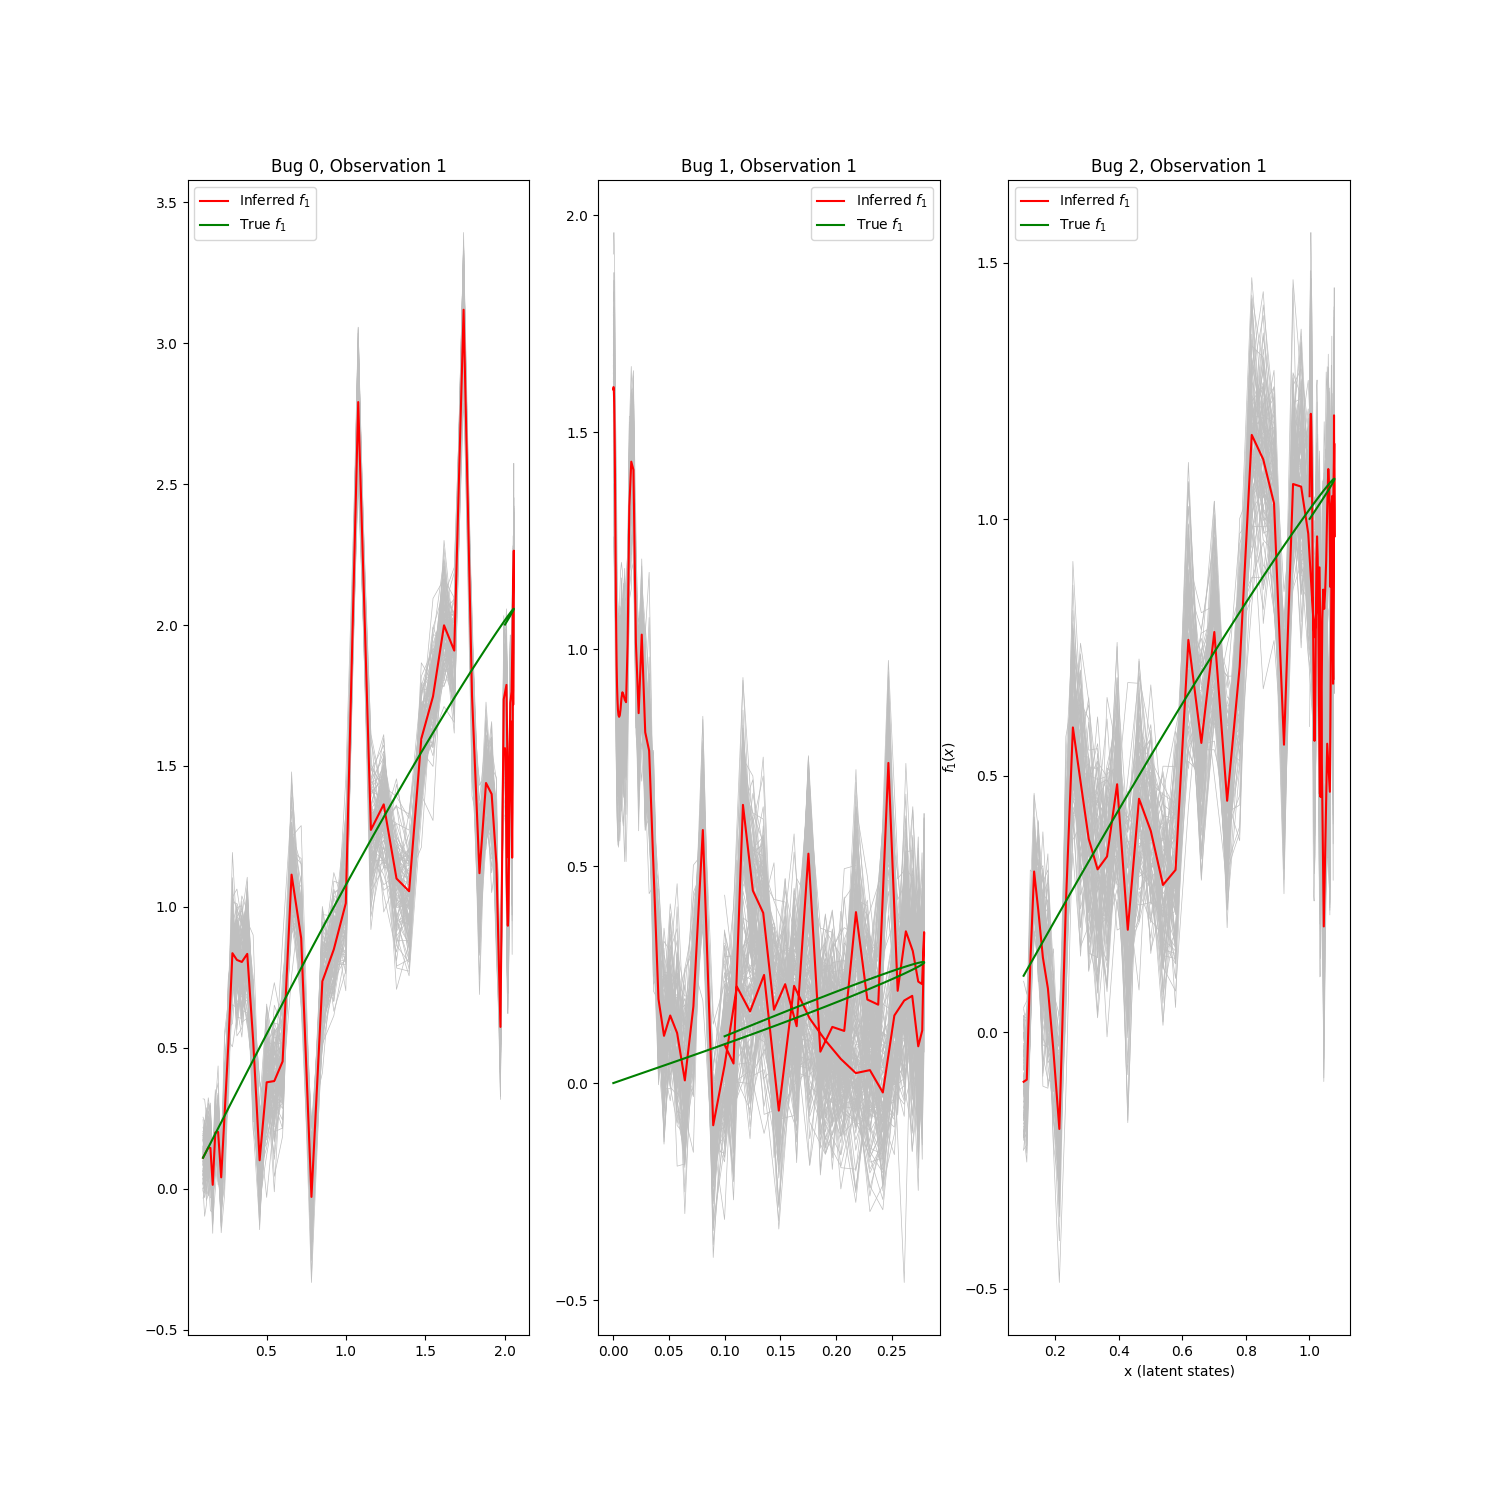 Bug 0, Observation 1
Inferred f₁
True f₁
3.5
3.0
2.5
2.0
1.5
1.0
0.5
0.0
−0.5
0.5 1.0 1.5 2.0
Bug 1, Observation 1
Inferred f₁
True f₁
2.0
1.5
1.0
0.5
0.0
−0.5
0.00 0.05 0.10 0.15 0.20 0.25
Bug 2, Observation 1
Inferred f₁
True f₁
f₁(x)
1.5
1.0
0.5
0.0
−0.5
0.2 0.4 0.6 0.8 1.0
x (latent states)